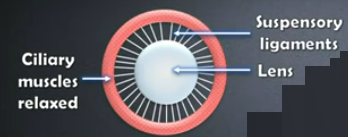 Suspensory
ligaments
Lens
Ciliary
muscles
relaxed